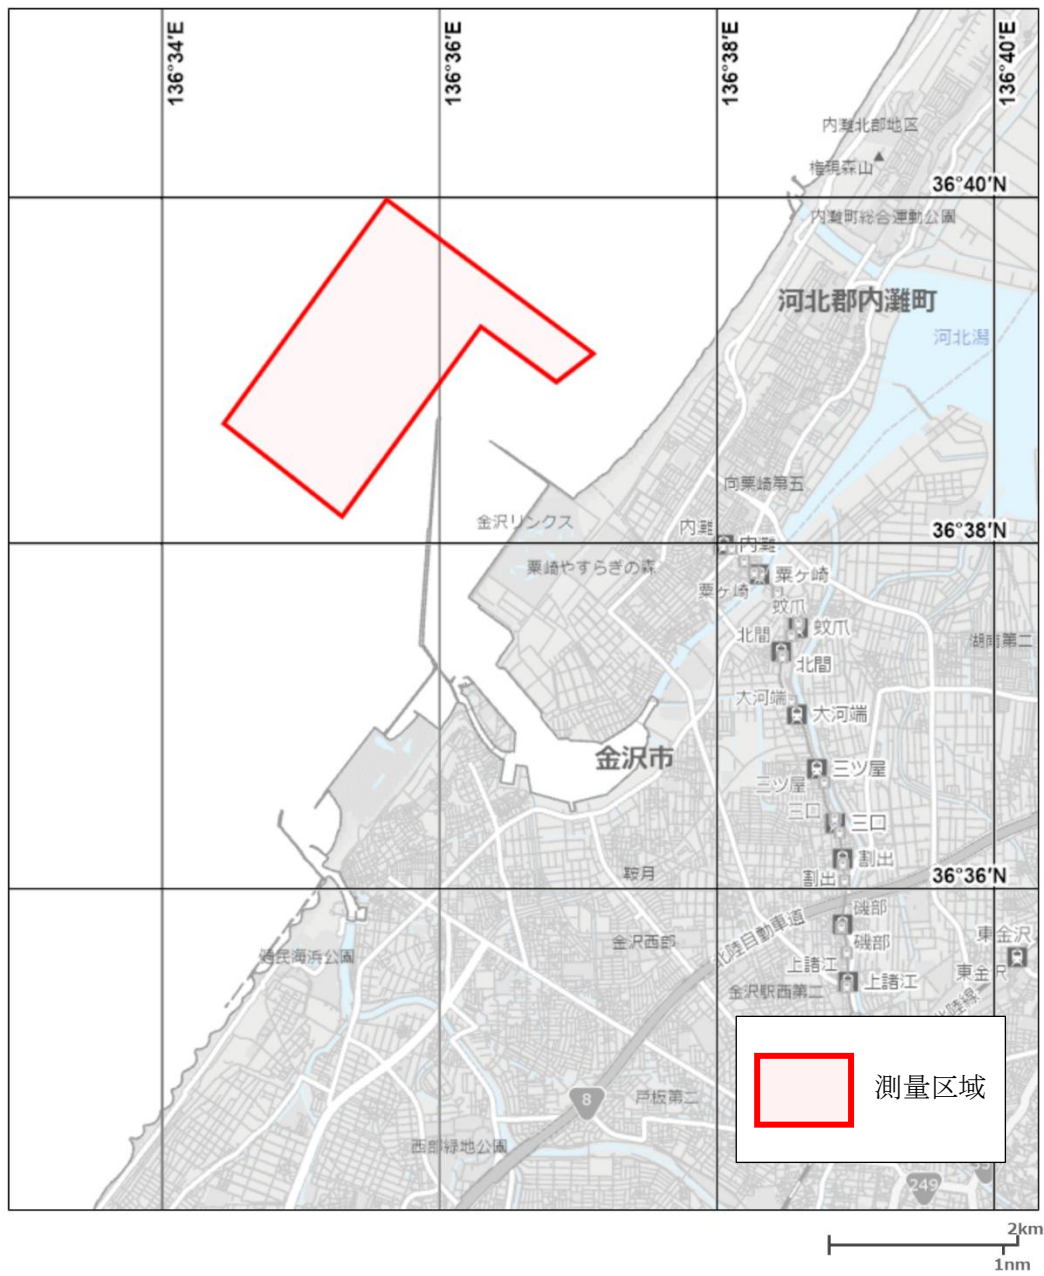 136°34′E
136°36′E
136°38′E
136°40′E
内灘北部地区
権現森山
36°40′N
内灘町総合運動公園
河北郡内灘町
河北潟
向粟崎第五
金沢リンクス
内灘
内灘
36°38′N
粟崎やすらぎの森
粟ヶ崎
粟ヶ崎
蚊爪
蚊爪
北間
湖南第二
北間
大河端
大河端
金沢市
三ツ屋
三ツ屋
三口
三口
割出
鞍月
割出
36°36′N
磯部
北陸自動車道
金沢西部
磯部
東金沢
健民海浜公園
上諸江
東金沢
上諸江
金沢駅西第二
北陸線
測量区域
8
戸板第二
西部緑地公園
249
2km
1nm